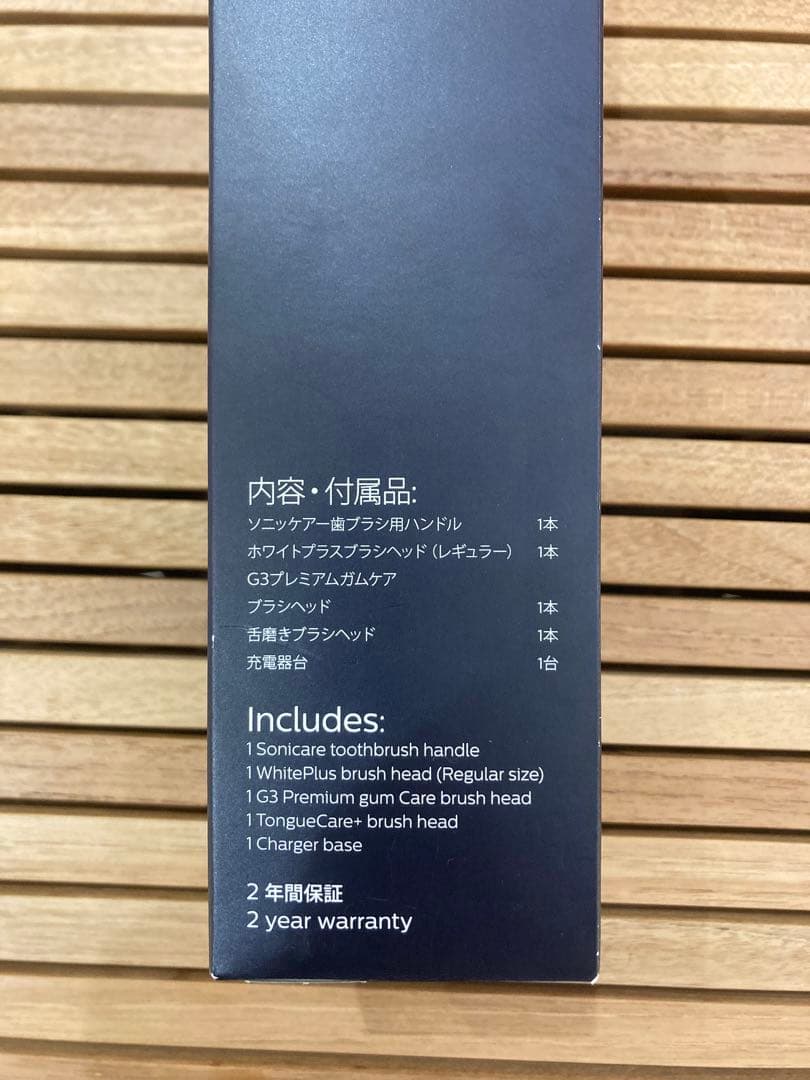 内容・付属品:
ソニッケアー歯ブラシ用ハンドル 1本
ホワイトプラスブラシヘッド（レギュラー） 1本
G3プレミアムガムケア
ブラシヘッド 1本
舌磨きブラシヘッド 1本
充電器台 1台
Includes:
1 Sonicare toothbrush handle
1 WhitePlus brush head (Regular size)
1 G3 Premium gum Care brush head
1 TongueCare+ brush head
1 Charger base
2 年間保証
2 year warranty